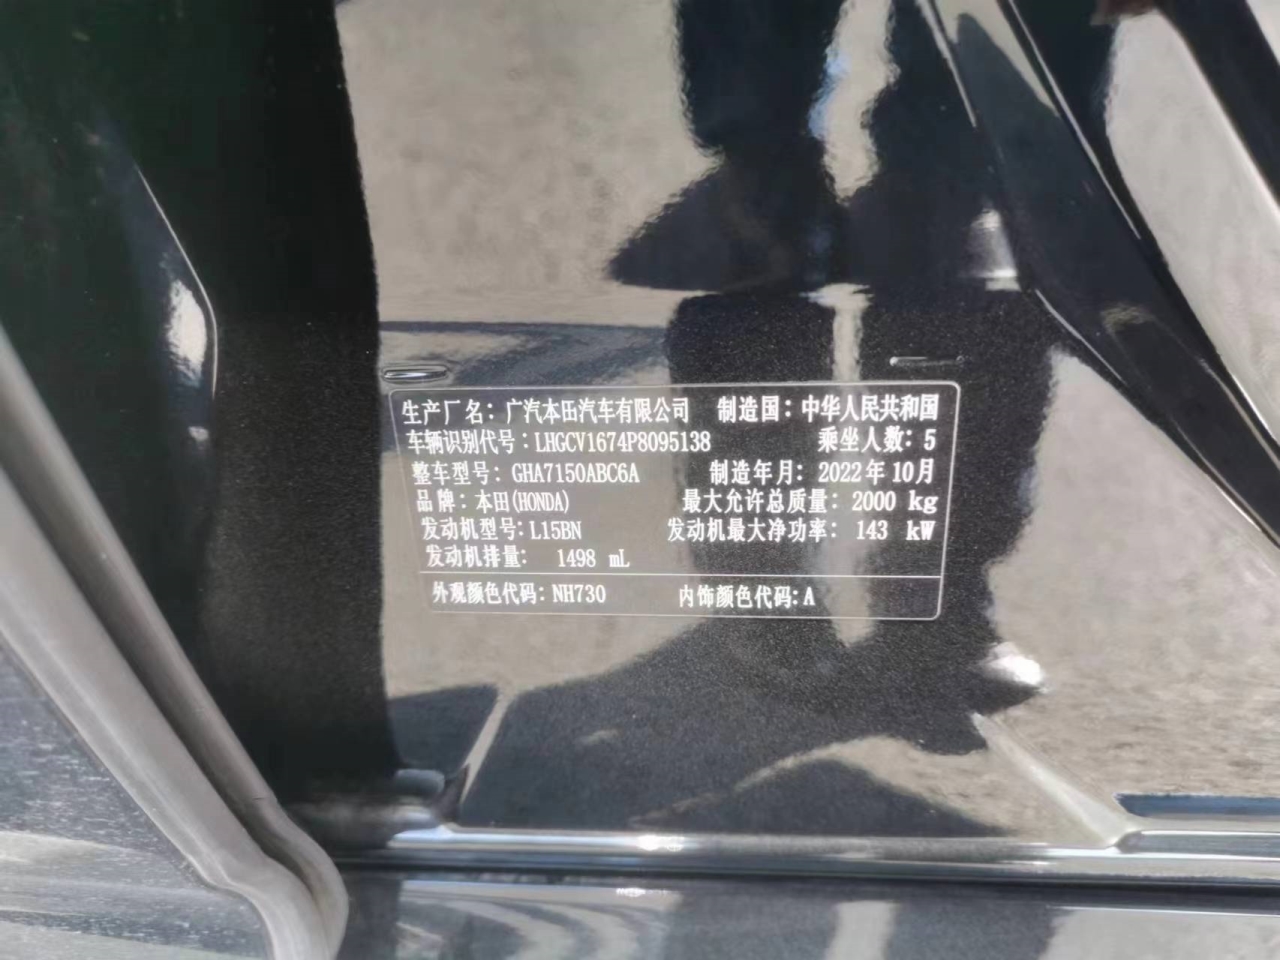 生产厂名：广汽本田汽车有限公司 制造国：中华人民共和国
车辆识别代号：LHGCV1674P8095138 乘坐人数：5
整车型号：GHA7150ABC6A 制造年月：2022年10月
品牌：本田(HONDA) 最大允许总质量：2000 kg
发动机型号：L15BN 发动机最大净功率：143 kW
发动机排量：1498 mL
外观颜色代码：NH730 内饰颜色代码：A